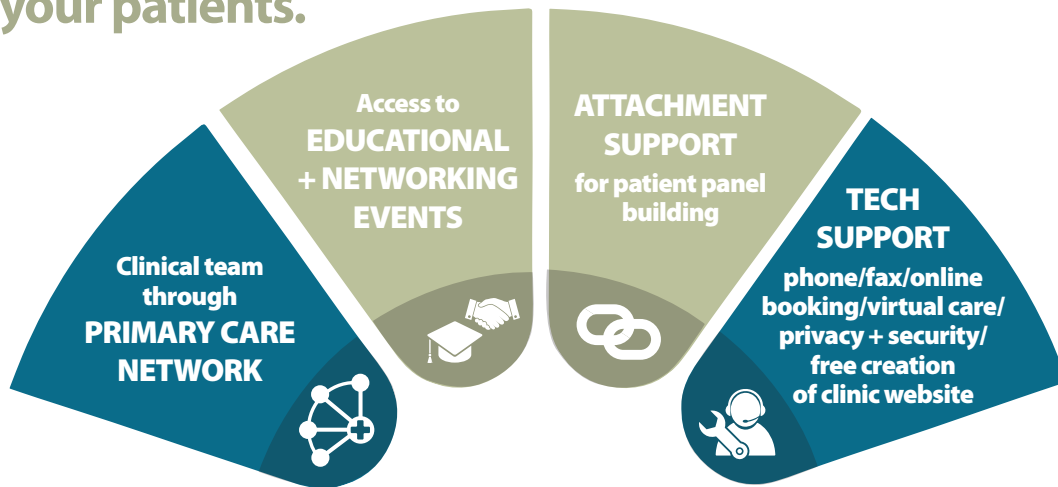 your patients.
Clinical team
through
PRIMARY CARE
NETWORK
Access to
EDUCATIONAL
+ NETWORKING
EVENTS
ATTACHMENT
SUPPORT
for patient panel
building
TECH
SUPPORT
phone/fax/online
booking/virtual care/
privacy + security/
free creation
of clinic website